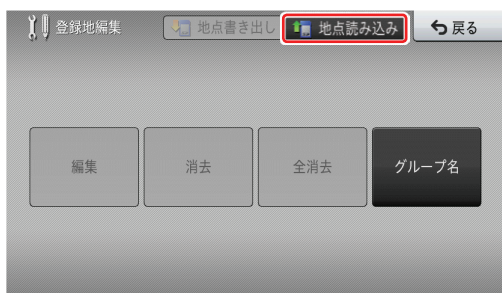 登録地編集
地点書き出し
地点読み込み
戻る
編集
消去
全消去
グループ名